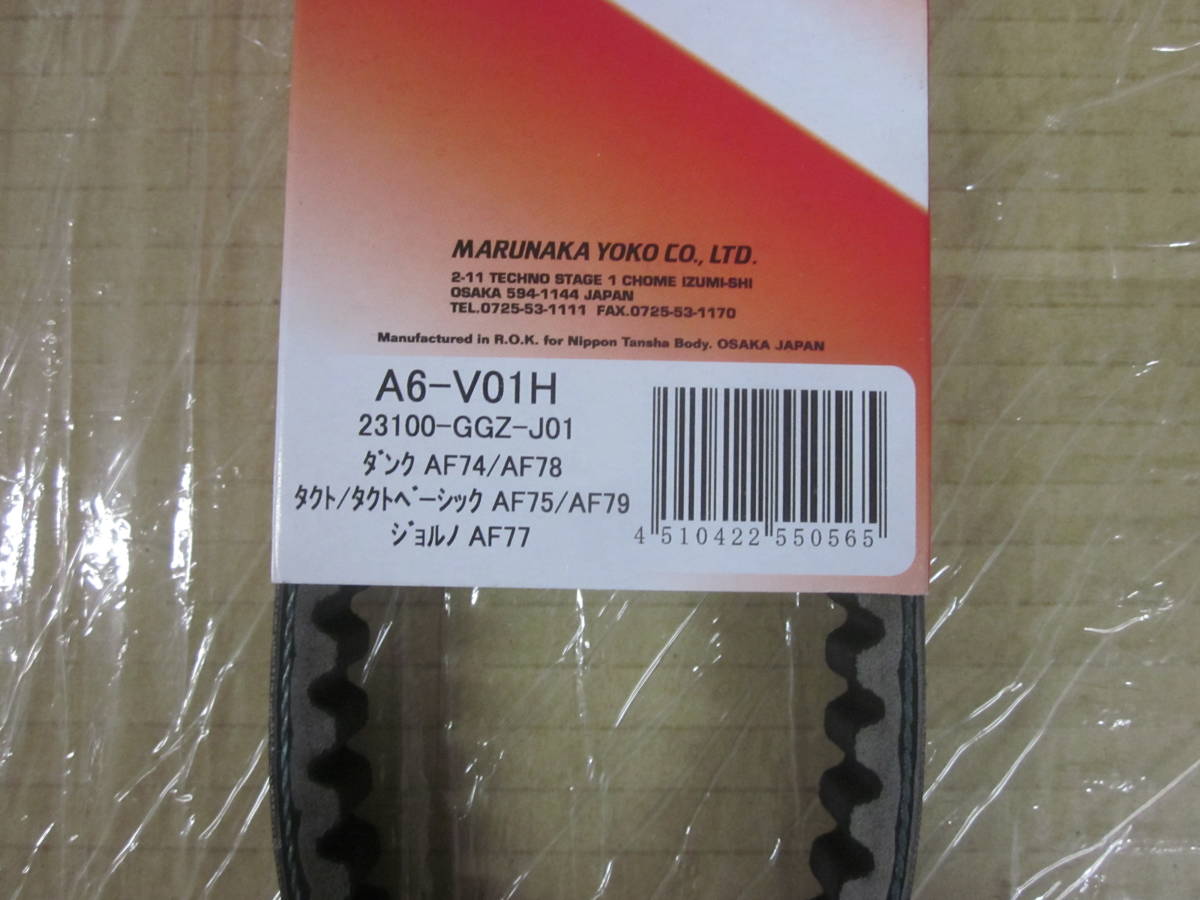 MARUNAKA YOKO CO., LTD.
2-11 TECHNO STAGE 1 CHOME IZUMI-SHI
OSAKA 594-1144 JAPAN
TEL.0725-53-1111 FAX.0725-53-1170
Manufactured in R.O.K. for Nippon Tansha Body. OSAKA JAPAN
A6-V01H
23100-GGZ-J01
ﾀﾞﾝｸ AF74/AF78
ﾀｸﾄ/ﾀｸﾄﾍﾞｰｼｯｸ AF75/AF79
ｼﾞｮﾙﾉ AF77
4 510422 550565